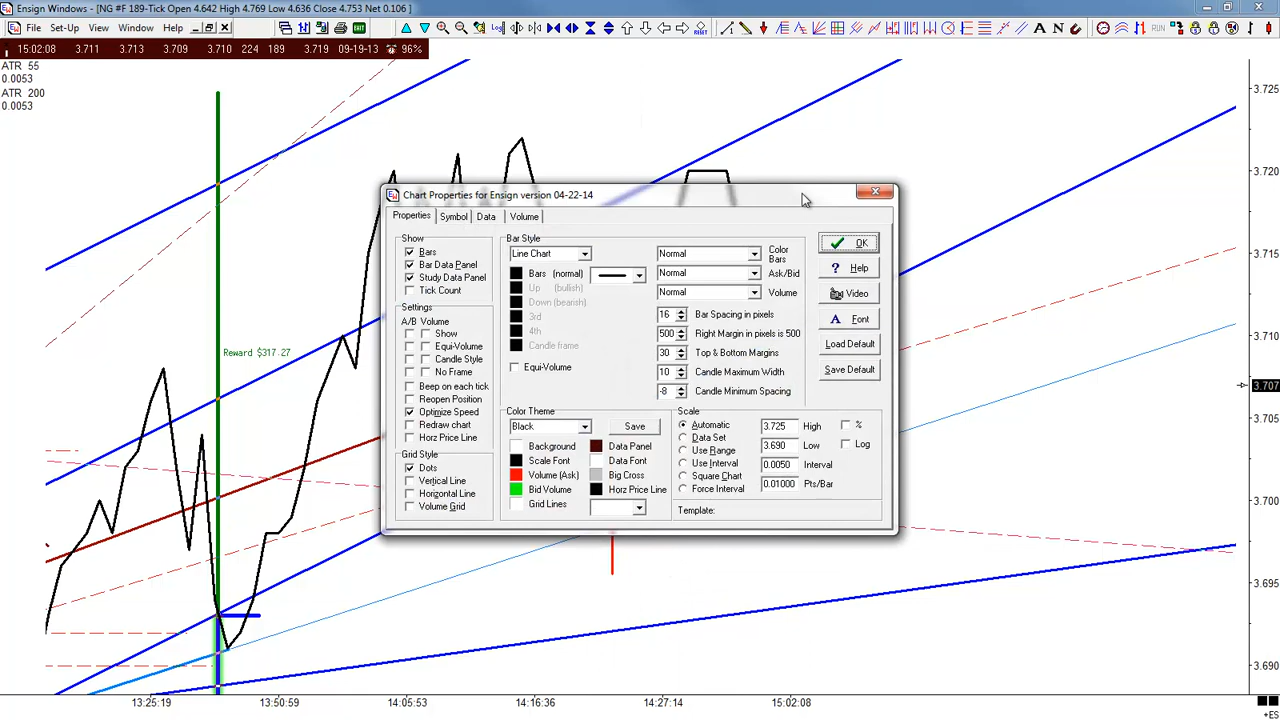 Ensign Windows - [NG #F 189-Tick Open 4.642 High 4.769 Low 4.636 Close 4.753 Net 0.106 ]
File Set-Up View Window Help
15:02:08 3.711 3.713 3.709 3.710 224 189 3.719 09-19-13 96%
ATR 55
0.0053
ATR 200
0.0053
Reward $317.27
Chart Properties for Ensign version 04-22-14
Properties Symbol Data Volume
Show
Bars
Bar Data Panel
Study Data Panel
Tick Count
Settings
A/B Volume
Show
Equi-Volume
Candle Style
No Frame
Beep on each tick
Reopen Position
Optimize Speed
Redraw chart
Horz Price Line
Grid Style
Dots
Vertical Line
Horizontal Line
Volume Grid
Bar Style
Line Chart
Bars (normal)
Up (bullish)
Down (bearish)
3rd
4th
Candle frame
Equi-Volume
Normal Color Bars
Normal Ask/Bid
Normal Volume
16 Bar Spacing in pixels
500 Right Margin in pixels is 500
30 Top & Bottom Margins
10 Candle Maximum Width
-8 Candle Minimum Spacing
Color Theme
Black Save
Background Data Panel
Scale Font Data Font
Volume (Ask) Big Cross
Bid Volume Horz Price Line
Grid Lines
Scale
Automatic 3.725 High %
Data Set 3.690 Low Log
Use Range
Use Interval 0.0050 Interval
Square Chart
Force Interval 0.01000 Pts/Bar
Template:
OK
Help
Video
Font
Load Default
Save Default
3.725
3.720
3.715
3.710
3.707
3.700
3.695
3.690
13:25:19 13:50:59 14:05:53 14:16:36 14:27:14 15:02:08
+ES